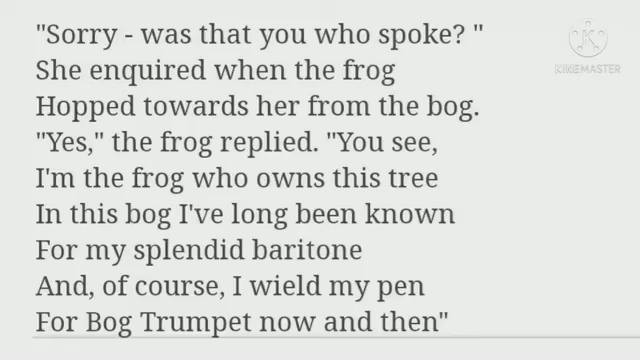 "Sorry - was that you who spoke? "
She enquired when the frog
Hopped towards her from the bog.
"Yes," the frog replied. "You see,
I'm the frog who owns this tree
In this bog I've long been known
For my splendid baritone
And, of course, I wield my pen
For Bog Trumpet now and then"
KINEMASTER